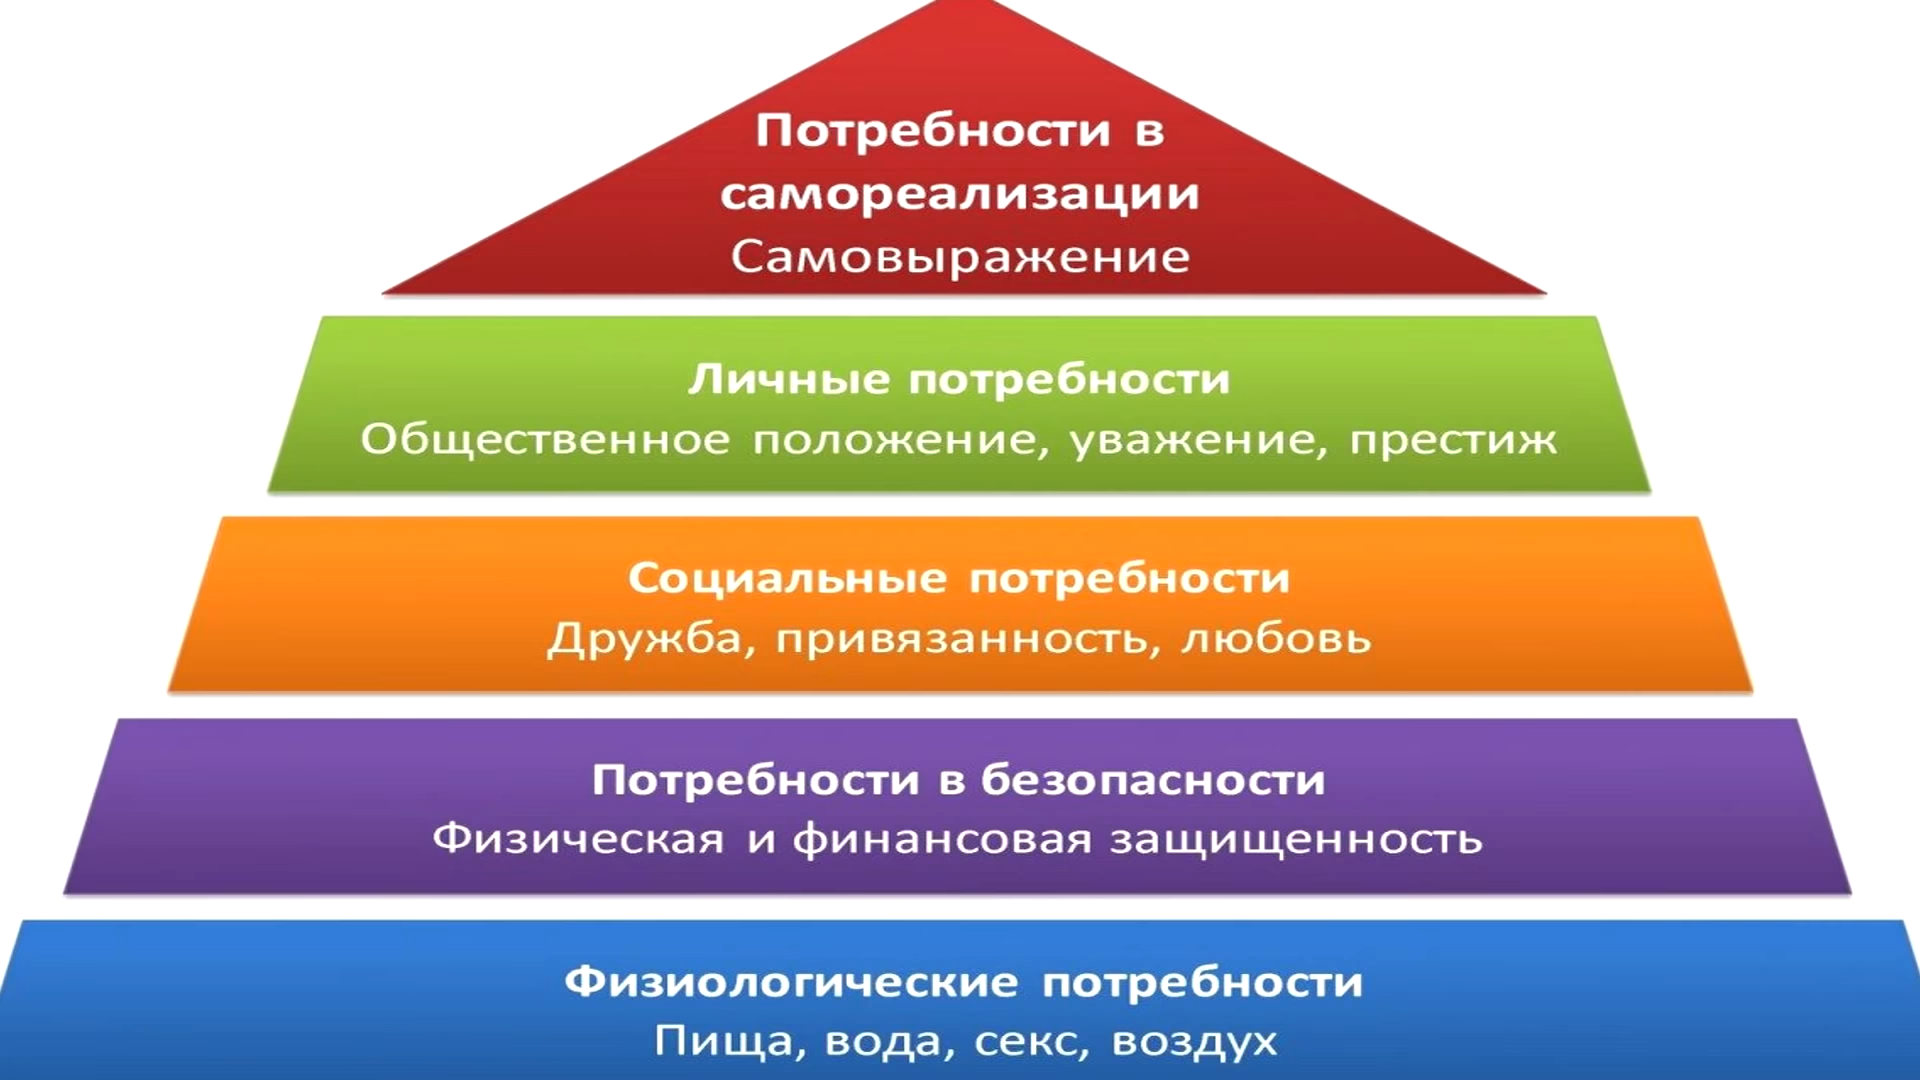 Потребности в
самореализации
Самовыражение
Личные потребности
Общественное положение, уважение, престиж
Социальные потребности
Дружба, привязанность, любовь
Потребности в безопасности
Физическая и финансовая защищенность
Физиологические потребности
Пища, вода, секс, воздух